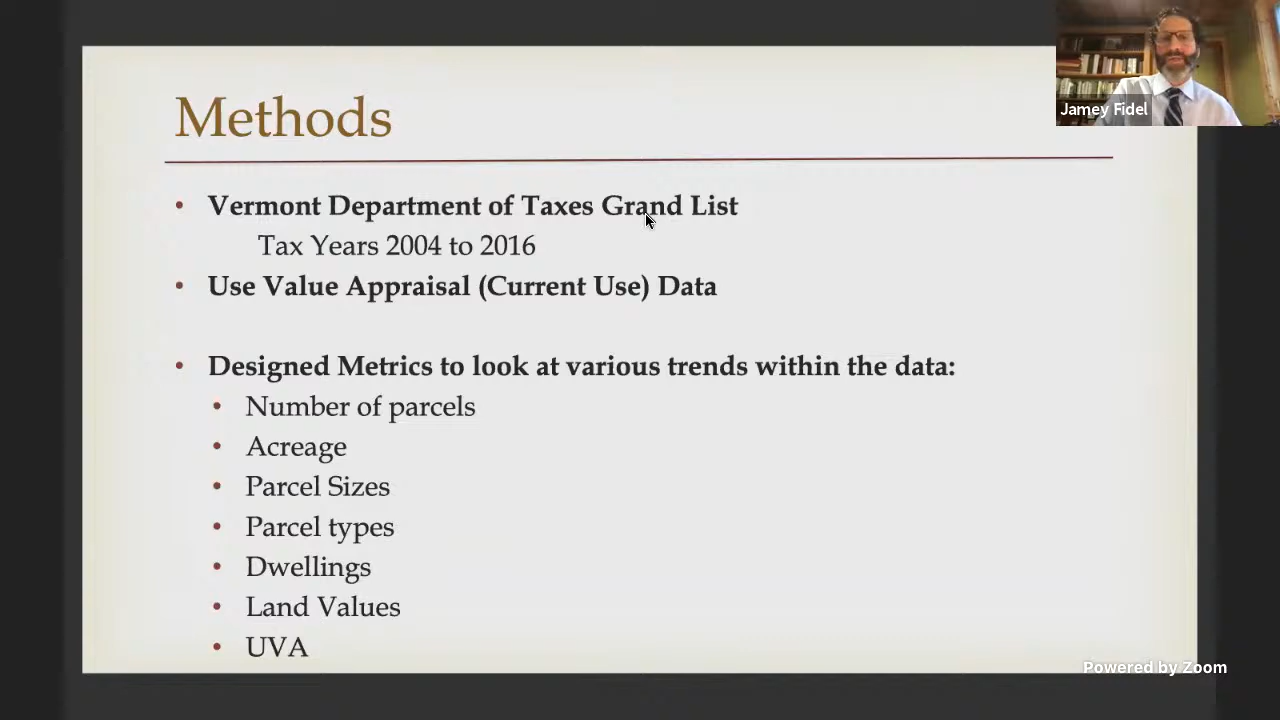 Methods
Jamey Fidel
• Vermont Department of Taxes Grand List
Tax Years 2004 to 2016
• Use Value Appraisal (Current Use) Data
• Designed Metrics to look at various trends within the data:
• Number of parcels
• Acreage
• Parcel Sizes
• Parcel types
• Dwellings
• Land Values
• UVA
Powered by Zoom